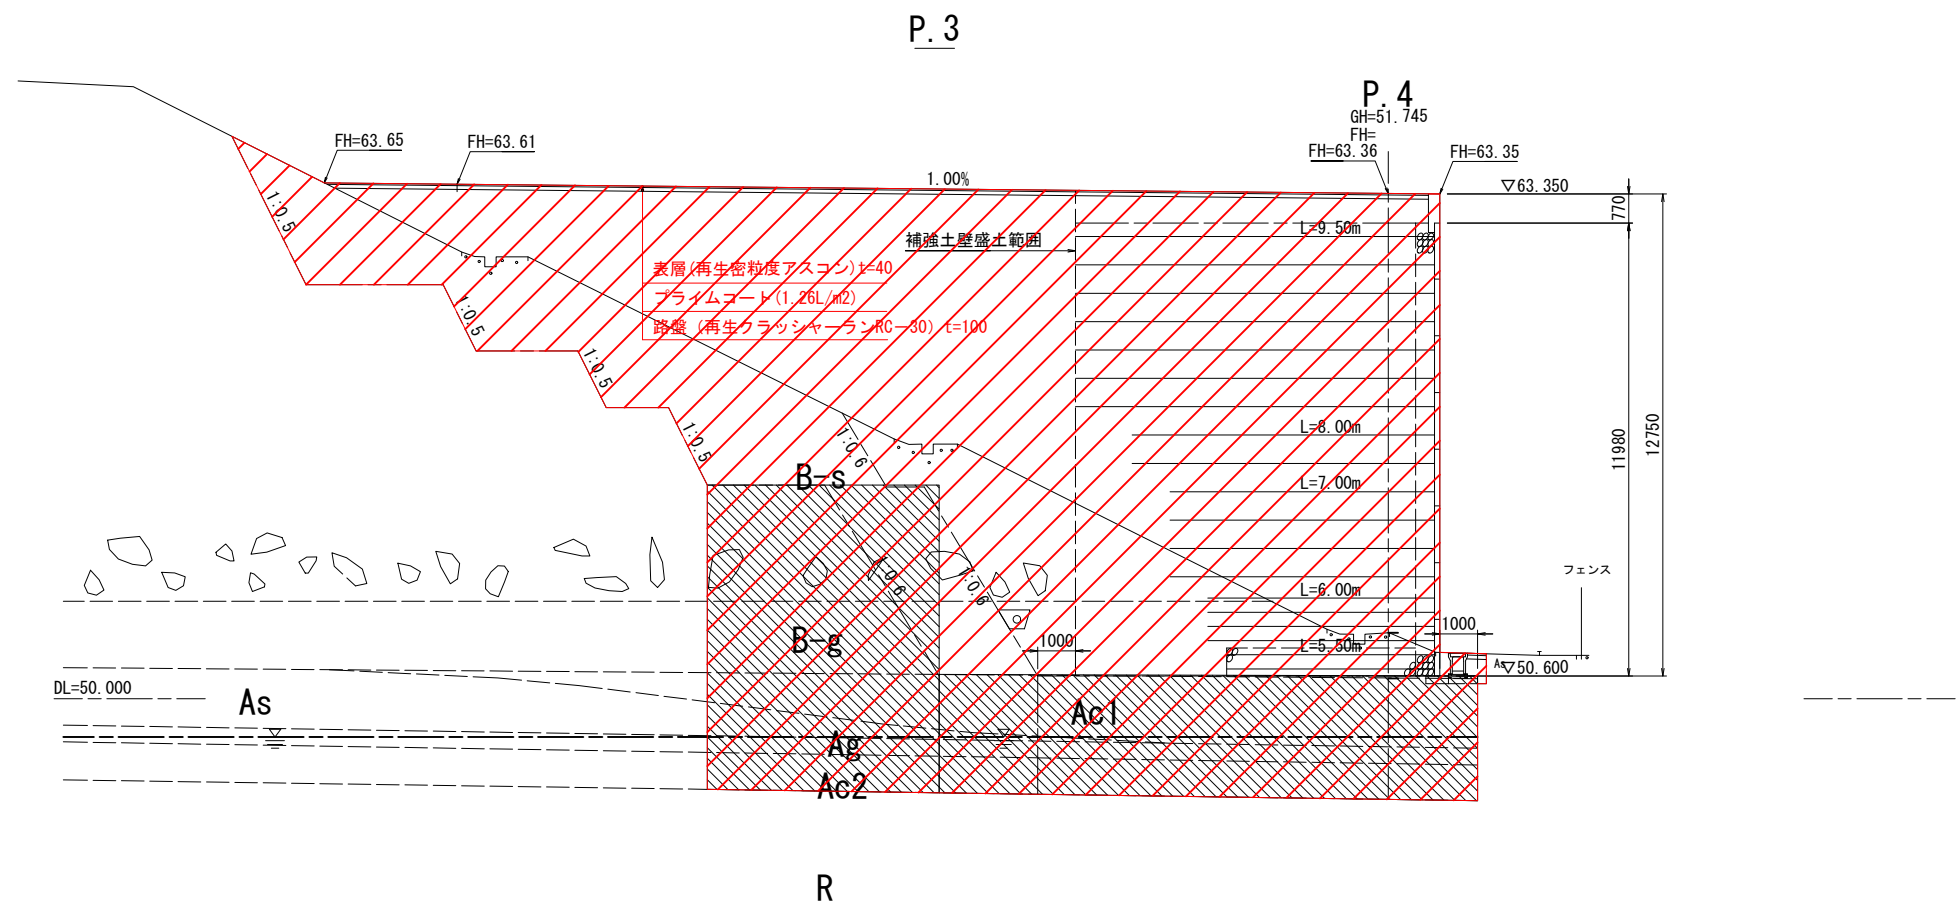 P.3
P.4
GH=51.745
FH=
FH=63.36
FH=63.65
FH=63.61
FH=63.35
1.00%
▽63.350
770
1:0.5
補強土壁盛土範囲
L=9.50m
表層(再生密粒度アスコン)t=40
プライムコート(1.26L/m2)
路盤 (再生クラッシャーランRC-30) t=100
1:0.5
1:0.5
1:0.5
1:0.6
L=8.00m
11980
12750
B-s
L=7.00m
1:0.6
1:0.6
L=6.00m
フェンス
B-g
1000
L=5.50m
1000
As
▽50.600
DL=50.000
As
Ac1
Ag
Ac2
R